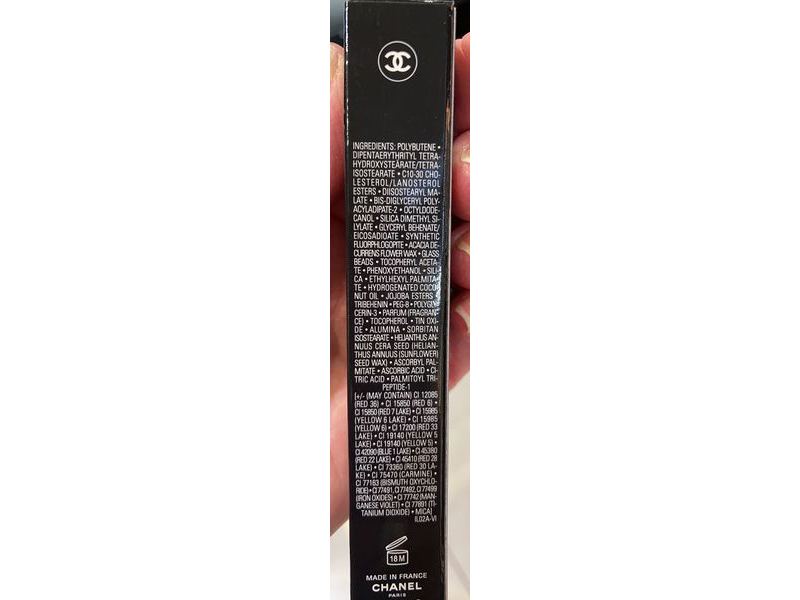 INGREDIENTS: POLYBUTENE •
DIPENTAERYTHRITYL TETRA-
HYDROXYSTEARATE/TETRA-
ISOSTEARATE • C10-30 CHO-
LESTEROL/LANOSTEROL
ESTERS • DIISOSTEARYL MA-
LATE • BIS-DIGLYCERYL POLY-
ACYLADIPATE-2 • OCTYLDODE-
CANOL • SILICA DIMETHYL SI-
LYLATE • GLYCERYL BEHENATE/
EICOSADIOATE • SYNTHETIC
FLUORPHLOGOPITE • ACACIA DE-
CURRENS FLOWER WAX • GLASS
BEADS • TOCOPHERYL ACETA-
TE • PHENOXYETHANOL • SILI-
CA • ETHYLHEXYL PALMITA-
TE • HYDROGENATED COCO
NUT OIL • JOJOBA ESTERS •
TRIBEHENIN • PEG-8 • POLYGLY
CERIN-3 • PARFUM (FRAGRAN
CE) • TOCOPHEROL • TIN OXI-
DE • ALUMINA • SORBITAN
ISOSTEARATE • HELIANTHUS AN-
NUUS CERA SEED (HELIAN-
THUS ANNUUS (SUNFLOWER)
SEED WAX) • ASCORBYL PAL-
MITATE • ASCORBIC ACID • CI-
TRIC ACID • PALMITOYL TRI-
PEPTIDE-1
[+/- (MAY CONTAIN) CI 12085
(RED 36) • CI 15850 (RED 6) •
CI 15850 (RED 7 LAKE) • CI 15985
(YELLOW 6 LAKE) • CI 15985
(YELLOW 6) • CI 17200 (RED 33
LAKE) • CI 19140 (YELLOW 5
LAKE) • CI 19140 (YELLOW 5) •
CI 42090 (BLUE 1 LAKE) • CI 45380
(RED 22 LAKE) • CI 45410 (RED 28
LAKE) • CI 73360 (RED 30 LA-
KE) • CI 75470 (CARMINE) • CI
77163 (BISMUTH OXYCHLO-
RIDE) • CI 77491, CI 77492, CI 77499
(IRON OXIDES) • CI 77742 (MAN-
GANESE VIOLET) • CI 77891 (TI-
TANIUM DIOXIDE) • MICA]
IL02A-VI
18 M
MADE IN FRANCE
CHANEL
PARIS